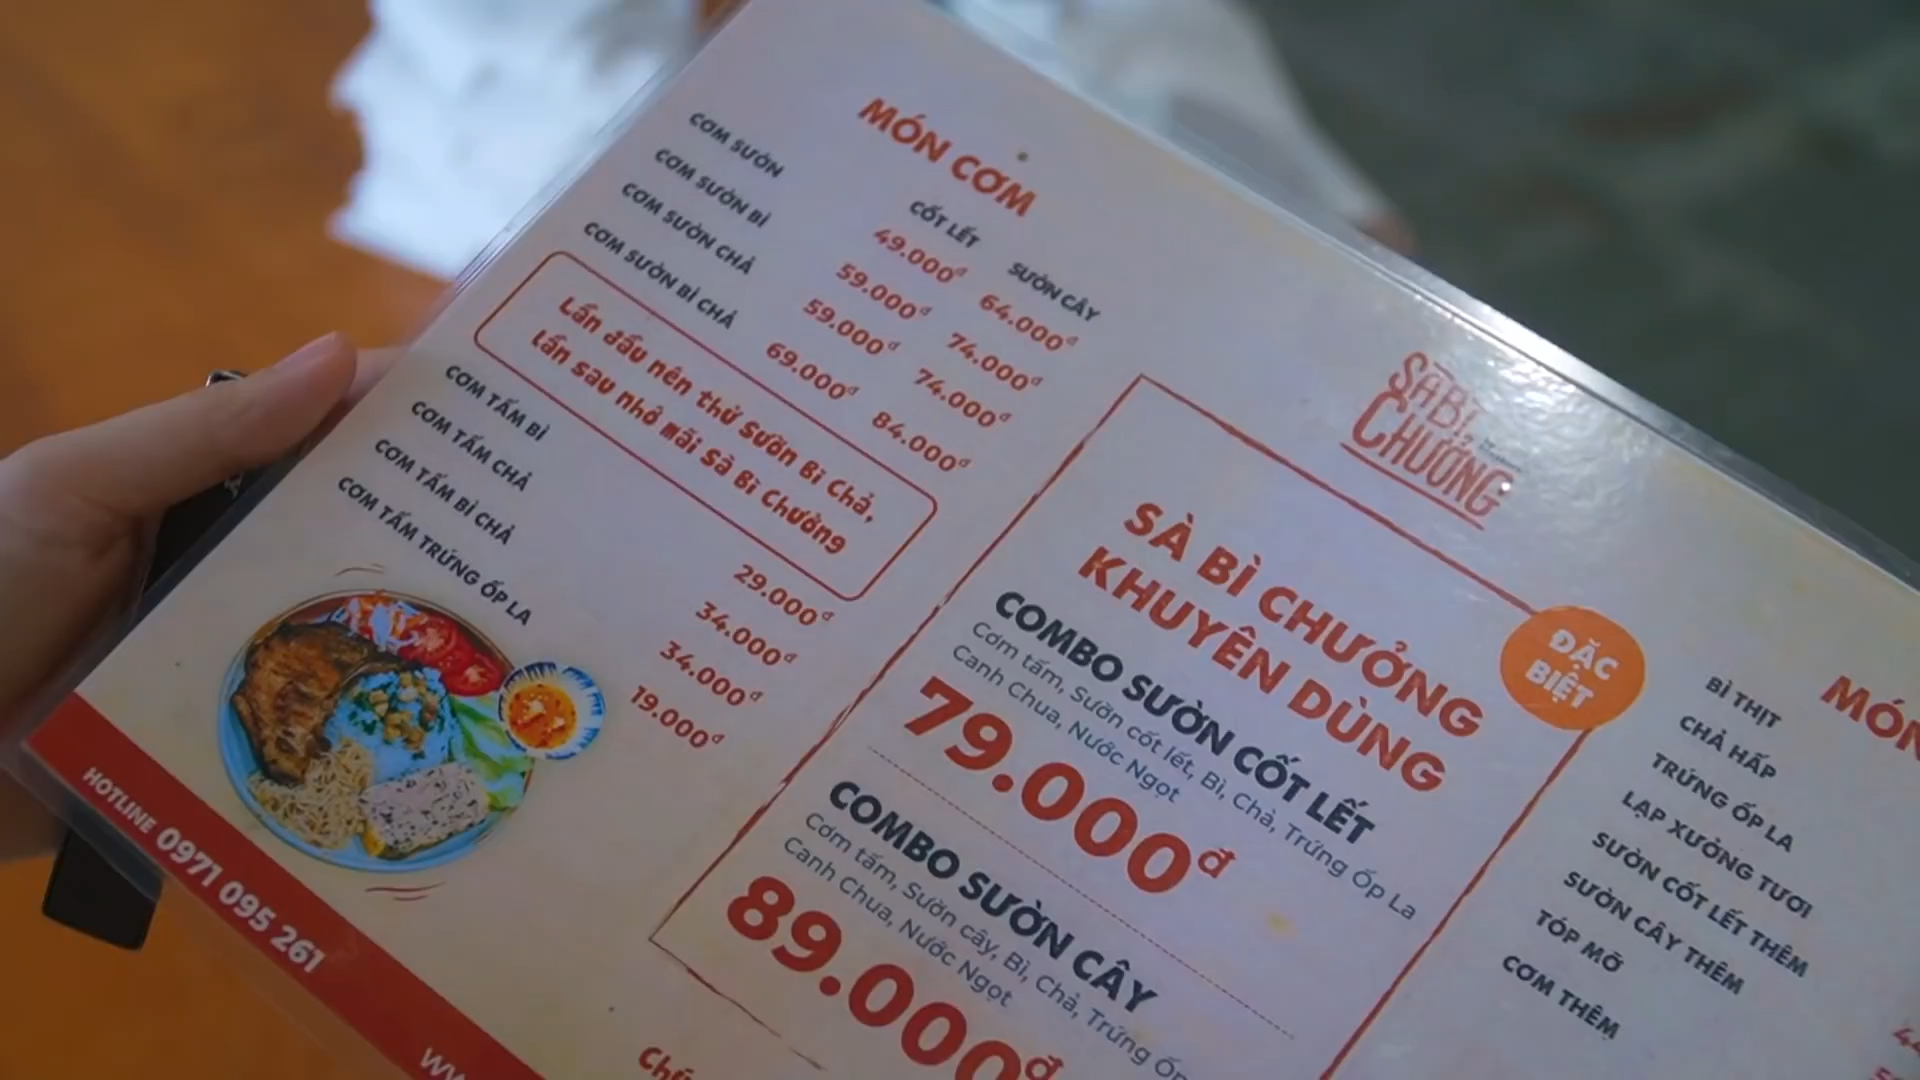 MÓN CƠM
CỐT LẾT SƯỜN CÂY
CƠM SƯỜN 49.000đ 64.000đ
CƠM SƯỜN BÌ 59.000đ 74.000đ
CƠM SƯỜN CHẢ 59.000đ 74.000đ
CƠM SƯỜN BÌ CHẢ 69.000đ 84.000đ
Lần đầu nên thử Sườn Bì Chả,
Lần sau nhớ mãi Sà Bì Chưởng
CƠM TẤM BÌ 29.000đ
CƠM TẤM CHẢ 34.000đ
CƠM TẤM BÌ CHẢ 34.000đ
CƠM TẤM TRỨNG ỐP LA 19.000đ
HOTLINE 0971 095 261
SÀ BÌ
CHƯỞNG
SÀ BÌ CHƯỞNG
KHUYÊN DÙNG
ĐẶC
BIỆT
COMBO SƯỜN CỐT LẾT
Cơm tấm, Sườn cốt lết, Bì, Chả, Trứng Ốp La
Canh Chua, Nước Ngọt
79.000đ
COMBO SƯỜN CÂY
Cơm tấm, Sườn cây, Bì, Chả, Trứng Ốp
Canh Chua, Nước Ngọt
89.000đ
MÓN
BÌ THỊT
CHẢ HẤP
TRỨNG ỐP LA
LẠP XƯỞNG TƯƠI
SƯỜN CỐT LẾT THÊM
SƯỜN CÂY THÊM
TÓP MỠ
CƠM THÊM